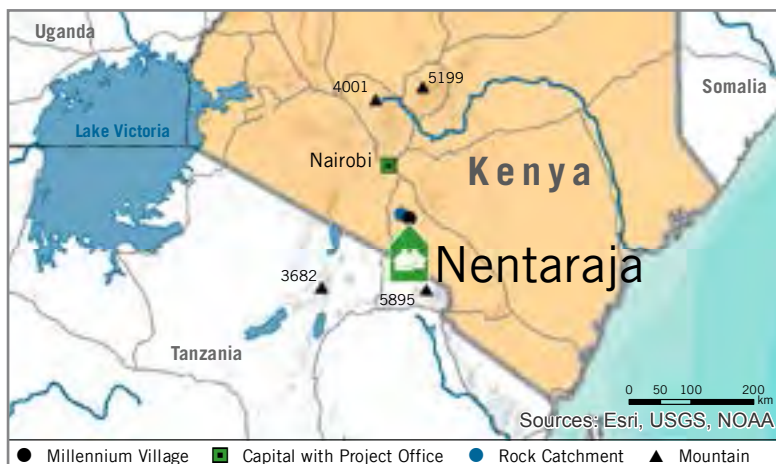 Uganda
5199
4001
Somalia
Lake Victoria
Nairobi
Kenya
Nentaraja
3682
5895
Tanzania
0 50 100 200
km
Sources: Esri, USGS, NOAA
Millennium Village Capital with Project Office Rock Catchment Mountain